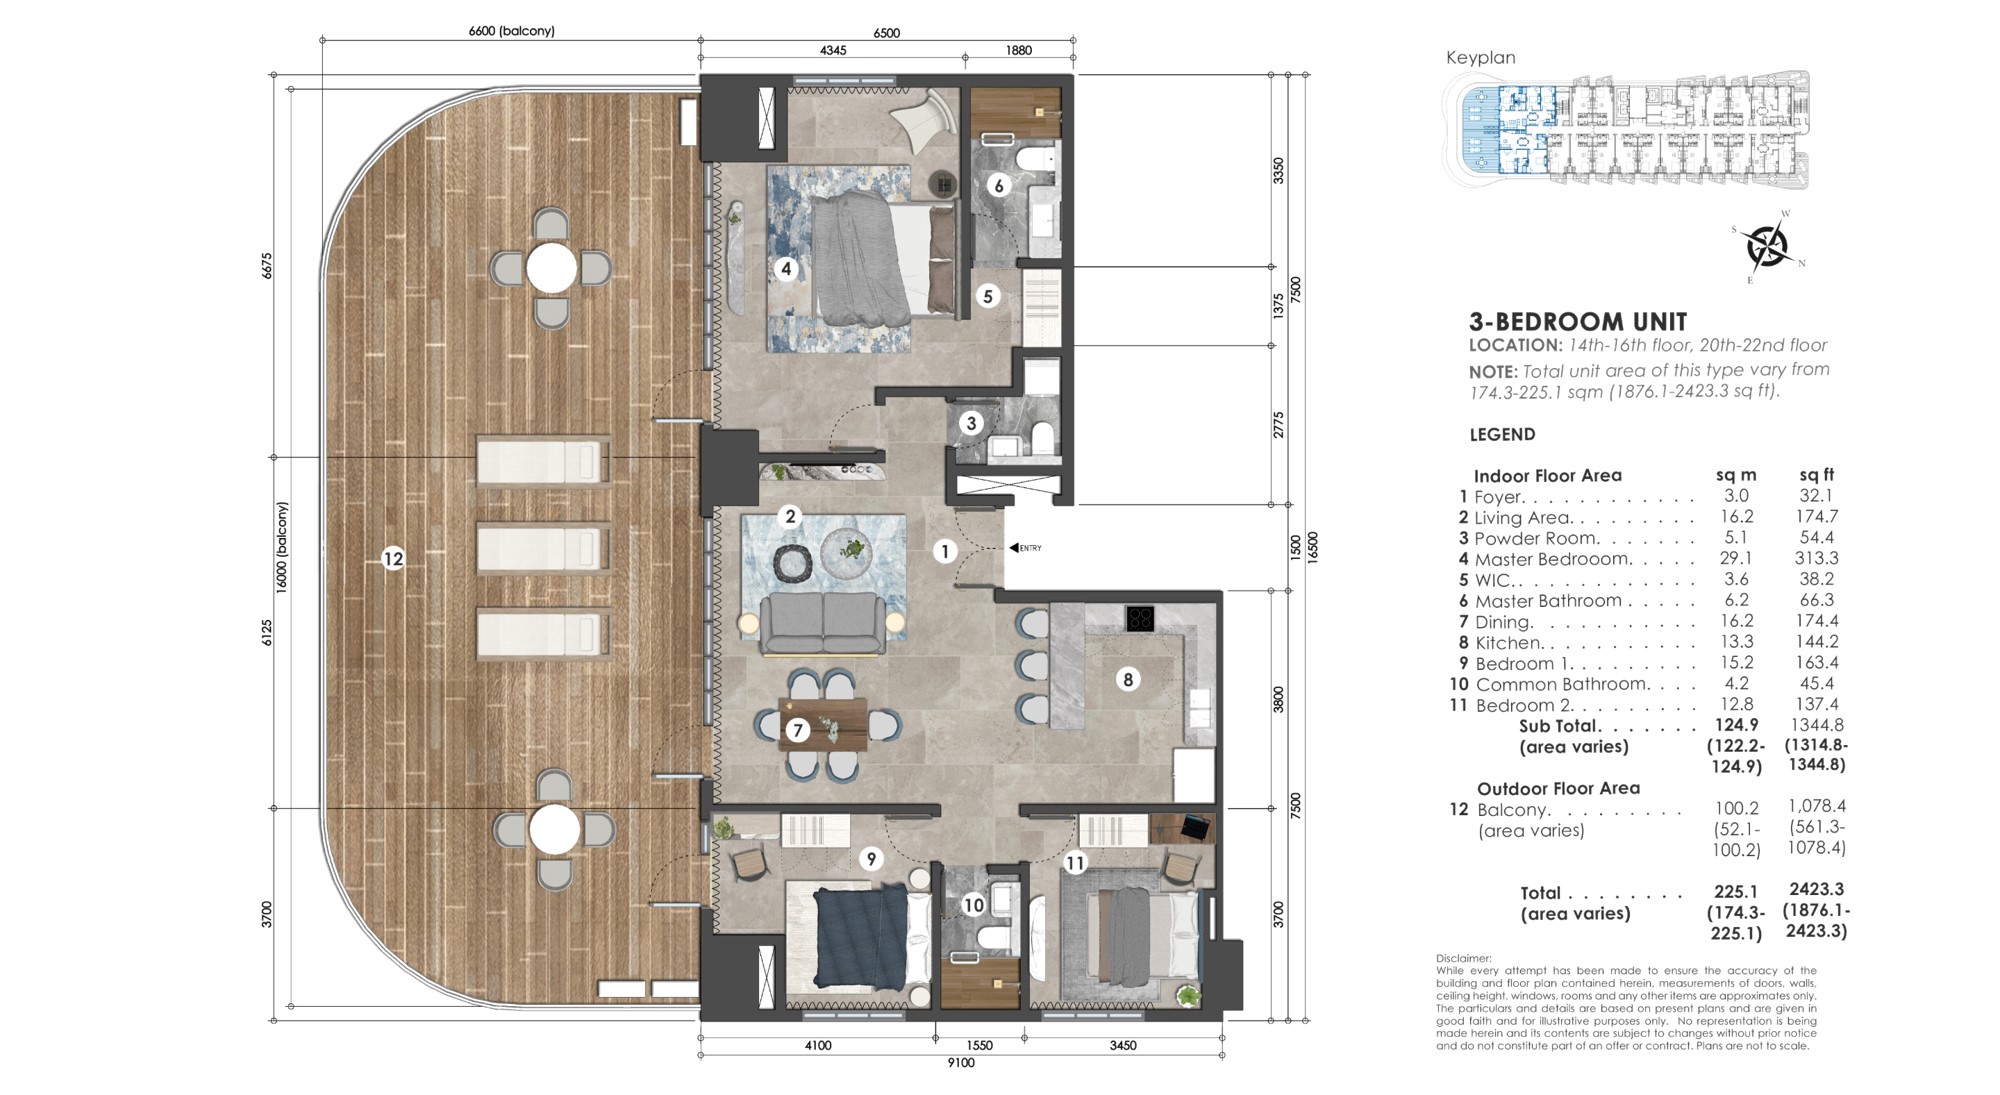 6600 (balcony)
6500
4345
1880
6675
16000 (balcony)
6125
3700
3350
1375
2775
7500
1500
16500
3800
7500
3700
4100
1550
3450
9100
6
4
5
3
2
1
ENTRY
12
8
7
9
11
10
Keyplan
W
S
N
E
3-BEDROOM UNIT
LOCATION: 14th-16th floor, 20th-22nd floor
NOTE: Total unit area of this type vary from
174.3-225.1 sqm (1876.1-2423.3 sq ft).
LEGEND
Indoor Floor Area sq m sq ft
1 Foyer. . . . . . . . . . . . . 3.0 32.1
2 Living Area. . . . . . . . . 16.2 174.7
3 Powder Room. . . . . . . 5.1 54.4
4 Master Bedrooom. . . . . 29.1 313.3
5 WIC. . . . . . . . . . . . . . 3.6 38.2
6 Master Bathroom . . . . . 6.2 66.3
7 Dining. . . . . . . . . . . . 16.2 174.4
8 Kitchen. . . . . . . . . . . 13.3 144.2
9 Bedroom 1. . . . . . . . . 15.2 163.4
10 Common Bathroom. . . . 4.2 45.4
11 Bedroom 2. . . . . . . . . 12.8 137.4
Sub Total. . . . . . . 124.9 1344.8
(area varies) (122.2- (1314.8-
124.9) 1344.8)
Outdoor Floor Area
12 Balcony. . . . . . . . . . 100.2 1,078.4
(area varies) (52.1- (561.3-
100.2) 1078.4)
Total . . . . . . . . 225.1 2423.3
(area varies) (174.3- (1876.1-
225.1) 2423.3)
Disclaimer:
While every attempt has been made to ensure the accuracy of the
building and floor plan contained herein, measurements of doors, walls,
ceiling height, windows, rooms and any other items are approximates only.
The particulars and details are based on present plans and are given in
good faith and for illustrative purposes only. No representation is being
made herein and its contents are subject to changes without prior notice
and do not constitute part of an offer or contract. Plans are not to scale.